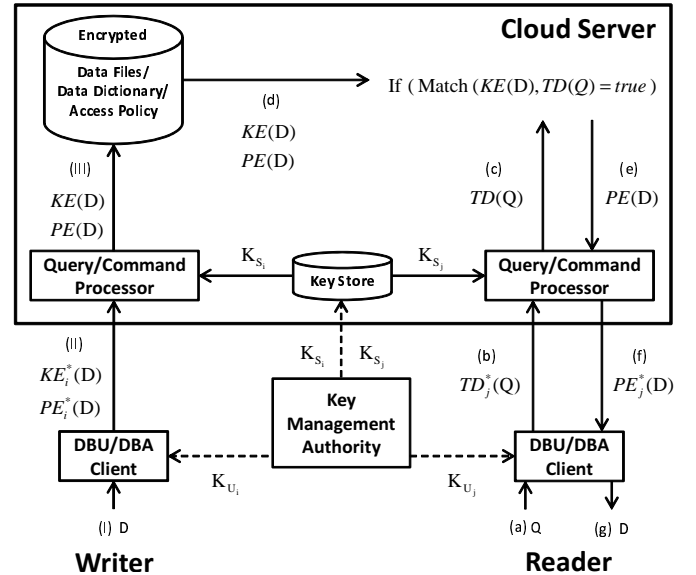 Cloud Server
Encrypted
Data Files/
Data Dictionary/
Access Policy
(d)
KE(D)
PE(D)
If ( Match (KE(D), TD(Q) = true )
(III)
KE(D)
PE(D)
(c)
TD(Q)
(e)
PE(D)
Query/Command
Processor
K_{S_i}
Key Store
K_{S_j}
Query/Command
Processor
(II)
KE_i^*(D)
PE_i^*(D)
K_{S_i}
K_{S_j}
(b)
TD_j^*(Q)
(f)
PE_j^*(D)
Key
Management
Authority
DBU/DBA
Client
K_{U_i}
K_{U_j}
DBU/DBA
Client
(I) D
(a) Q
(g) D
Writer
Reader